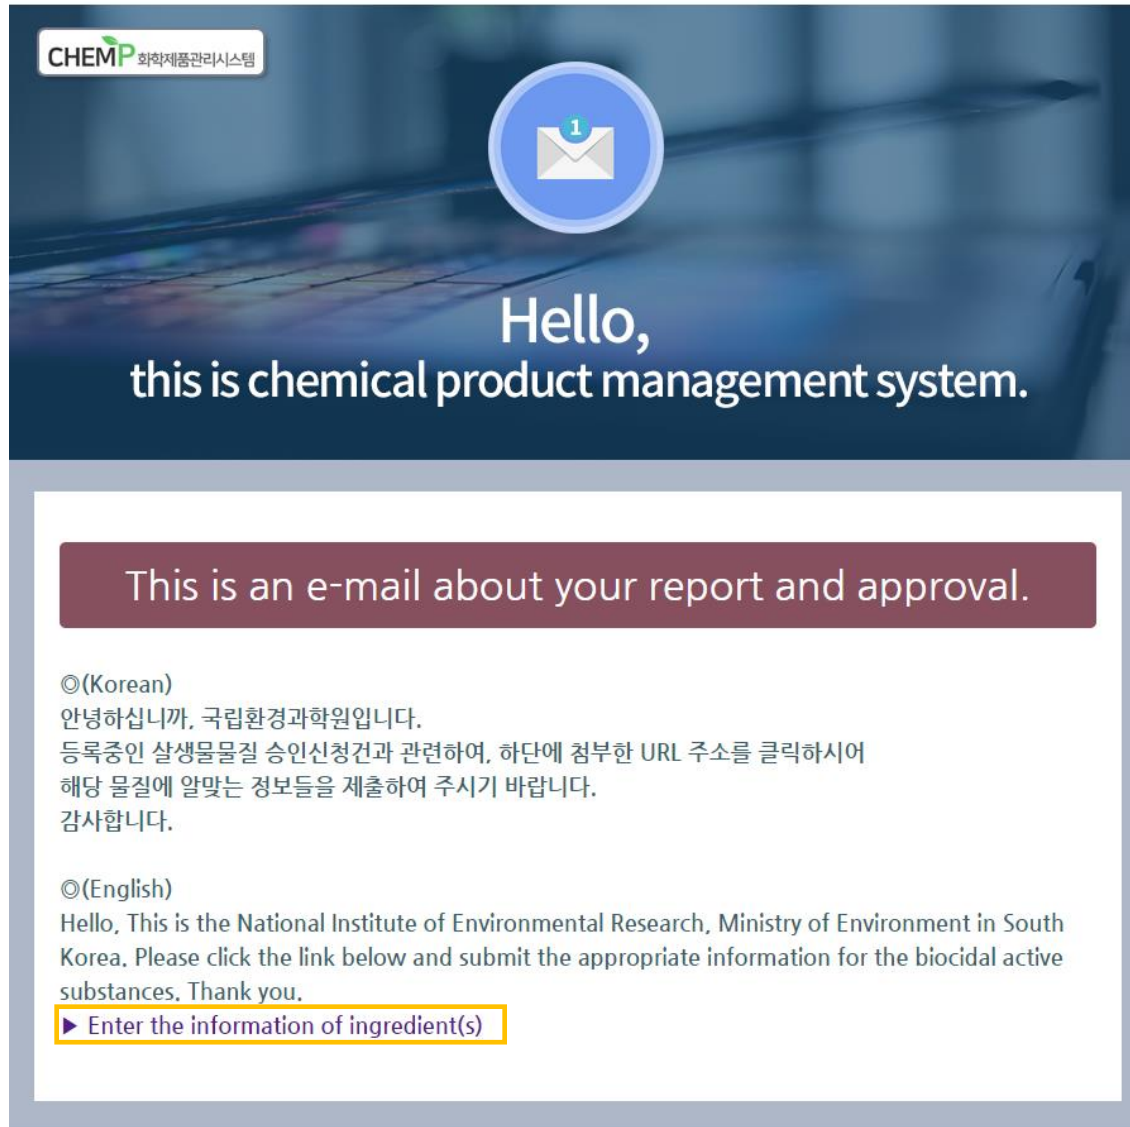 CHEMP 화학제품관리시스템
1
Hello,
this is chemical product management system.
This is an e-mail about your report and approval.
◎(Korean)
안녕하십니까, 국립환경과학원입니다.
등록중인 살생물물질 승인신청건과 관련하여, 하단에 첨부한 URL 주소를 클릭하시어
해당 물질에 알맞는 정보들을 제출하여 주시기 바랍니다.
감사합니다.
◎(English)
Hello, This is the National Institute of Environmental Research, Ministry of Environment in South
Korea. Please click the link below and submit the appropriate information for the biocidal active
substances. Thank you.
▶ Enter the information of ingredient(s)